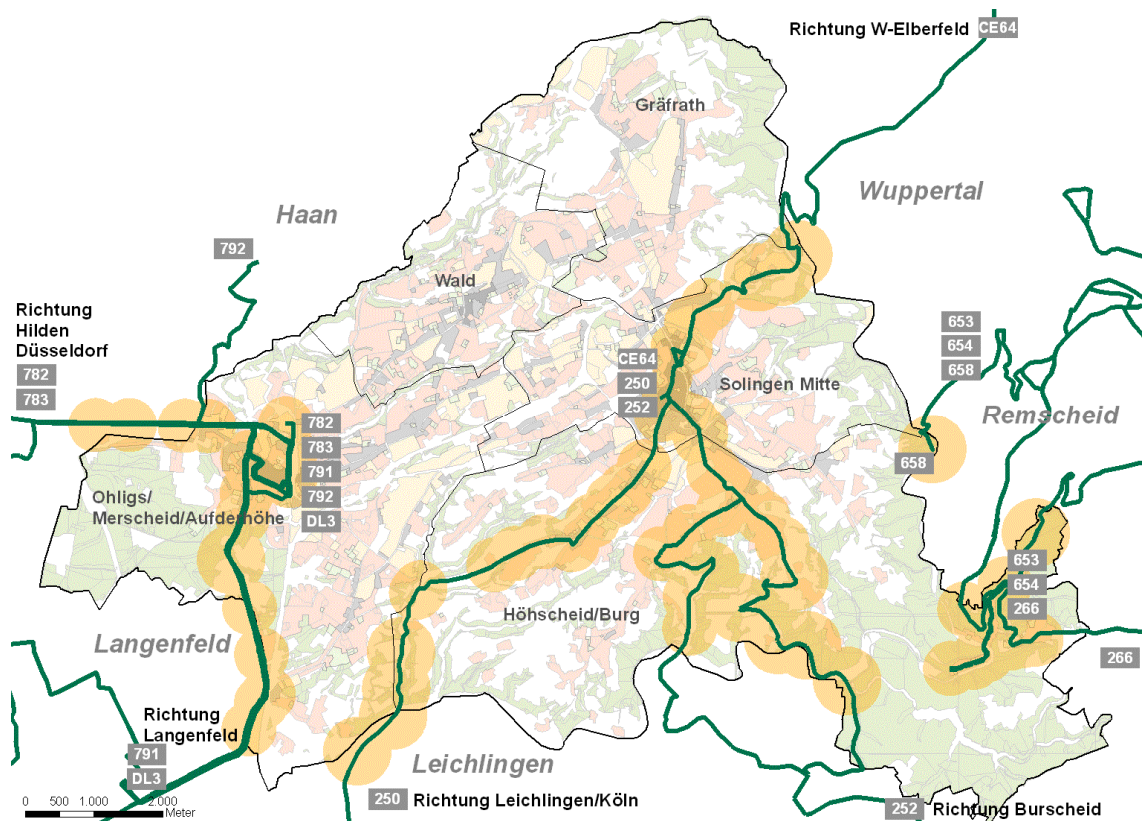 Richtung W-Elberfeld CE64
Gräfrath
Wuppertal
Haan
792
Wald
Richtung
Hilden
Düsseldorf
782
783
653
654
658
CE64
250
252
Solingen Mitte
Remscheid
782
783
791
792
DL3
658
Ohligs/
Merscheid/Aufderhöhe
653
654
266
Höhscheid/Burg
Langenfeld
266
Richtung
Langenfeld
791
DL3
Leichlingen
250 Richtung Leichlingen/Köln
252 Richtung Burscheid
0 500 1.000 2.000
Meter